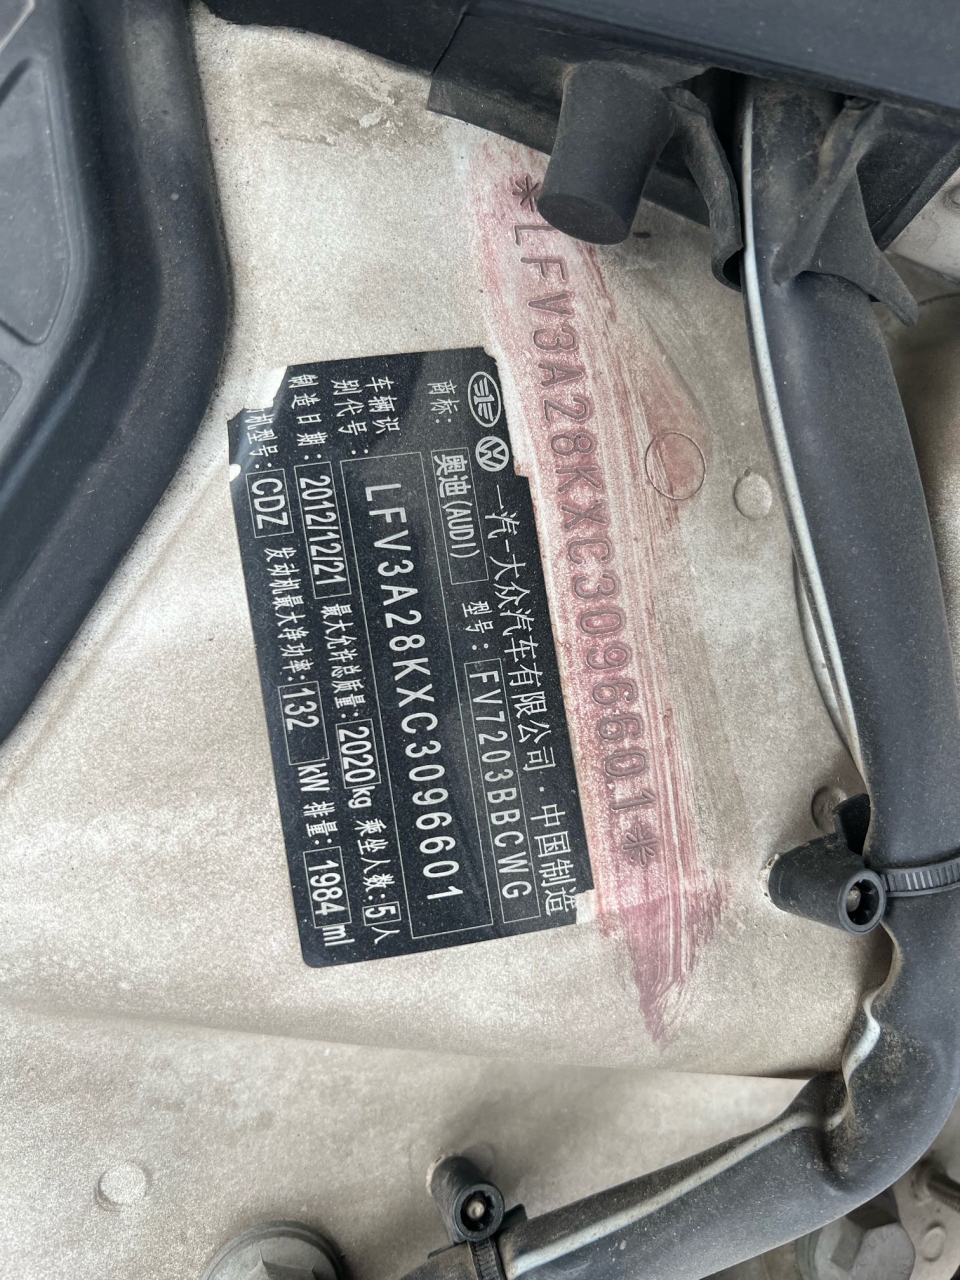 *LFV3A28KXC3096601*
一汽-大众汽车有限公司·中国制造
商标: 奥迪(AUDI) 型号: FV7203BBCWG
车辆识
别代号: LFV3A28KXC3096601
制造日期: 2012/12/21 最大允许总质量: 2020kg 乘坐人数: 5人
机型号: CDZ 发动机最大净功率: 132 kW 排量: 1984 ml